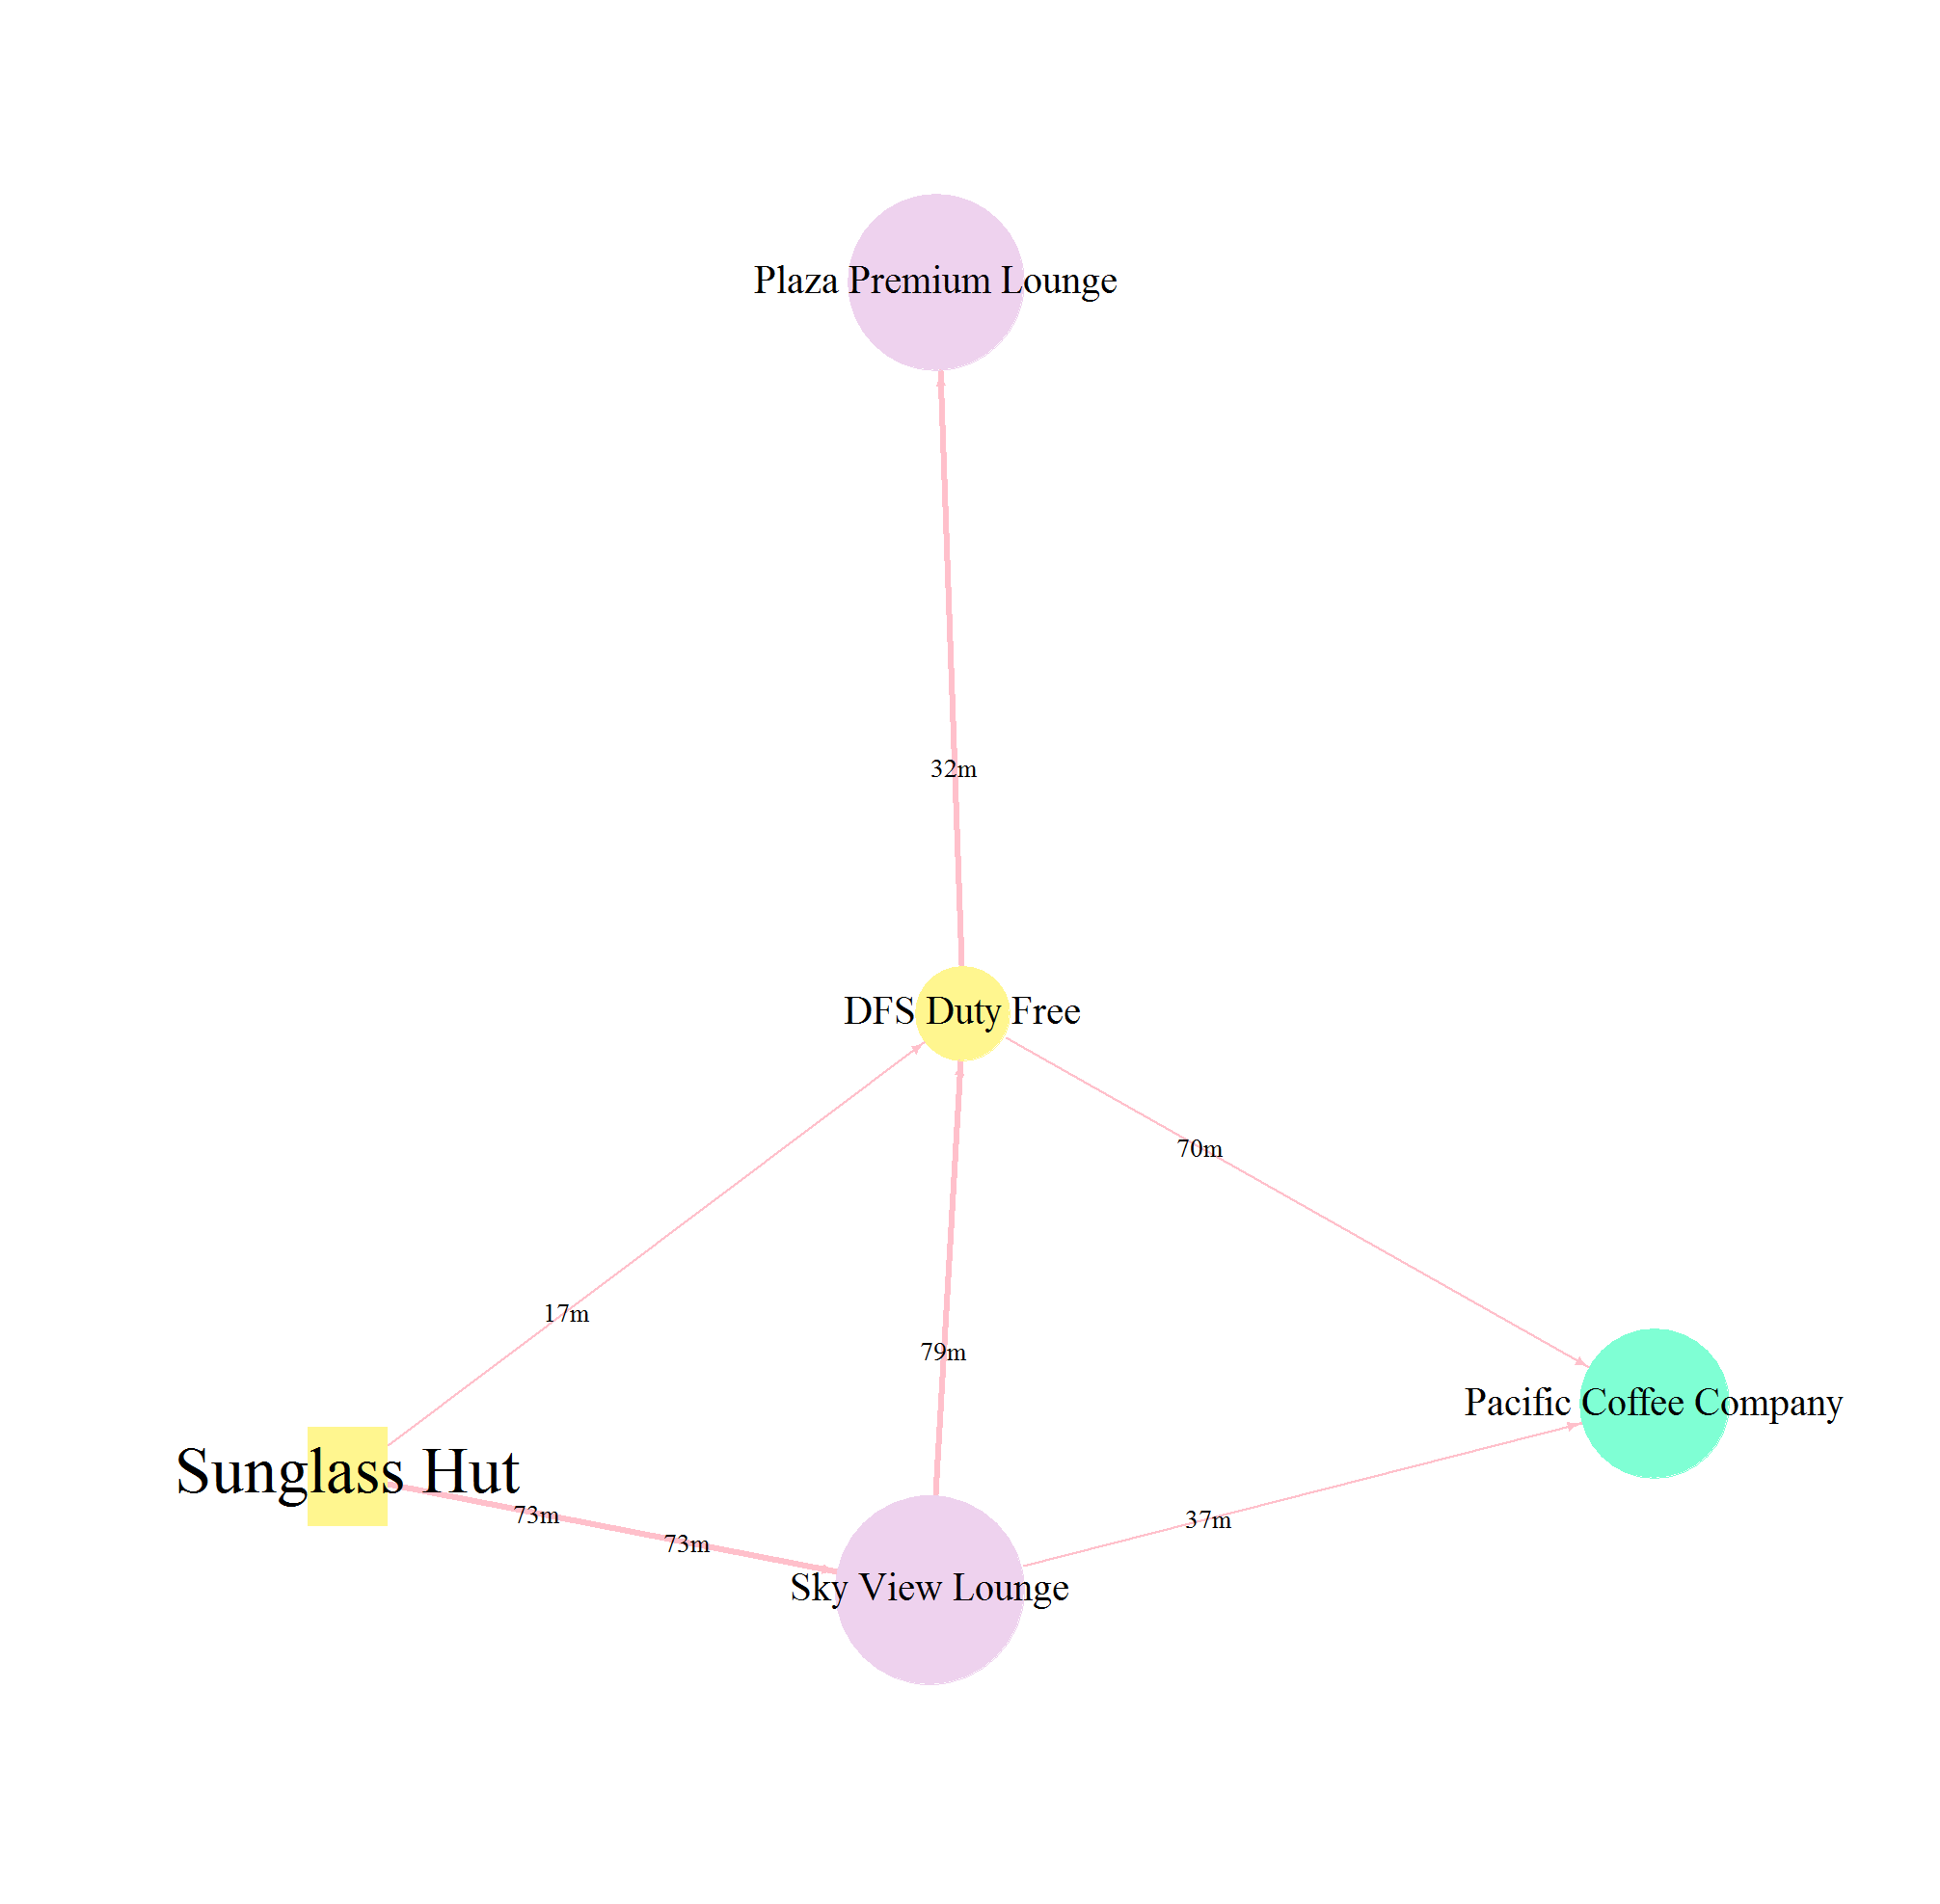 Plaza Premium Lounge
32m
DFS Duty Free
70m
17m
79m
Pacific Coffee Company
Sunglass Hut
73m
73m
37m
Sky View Lounge